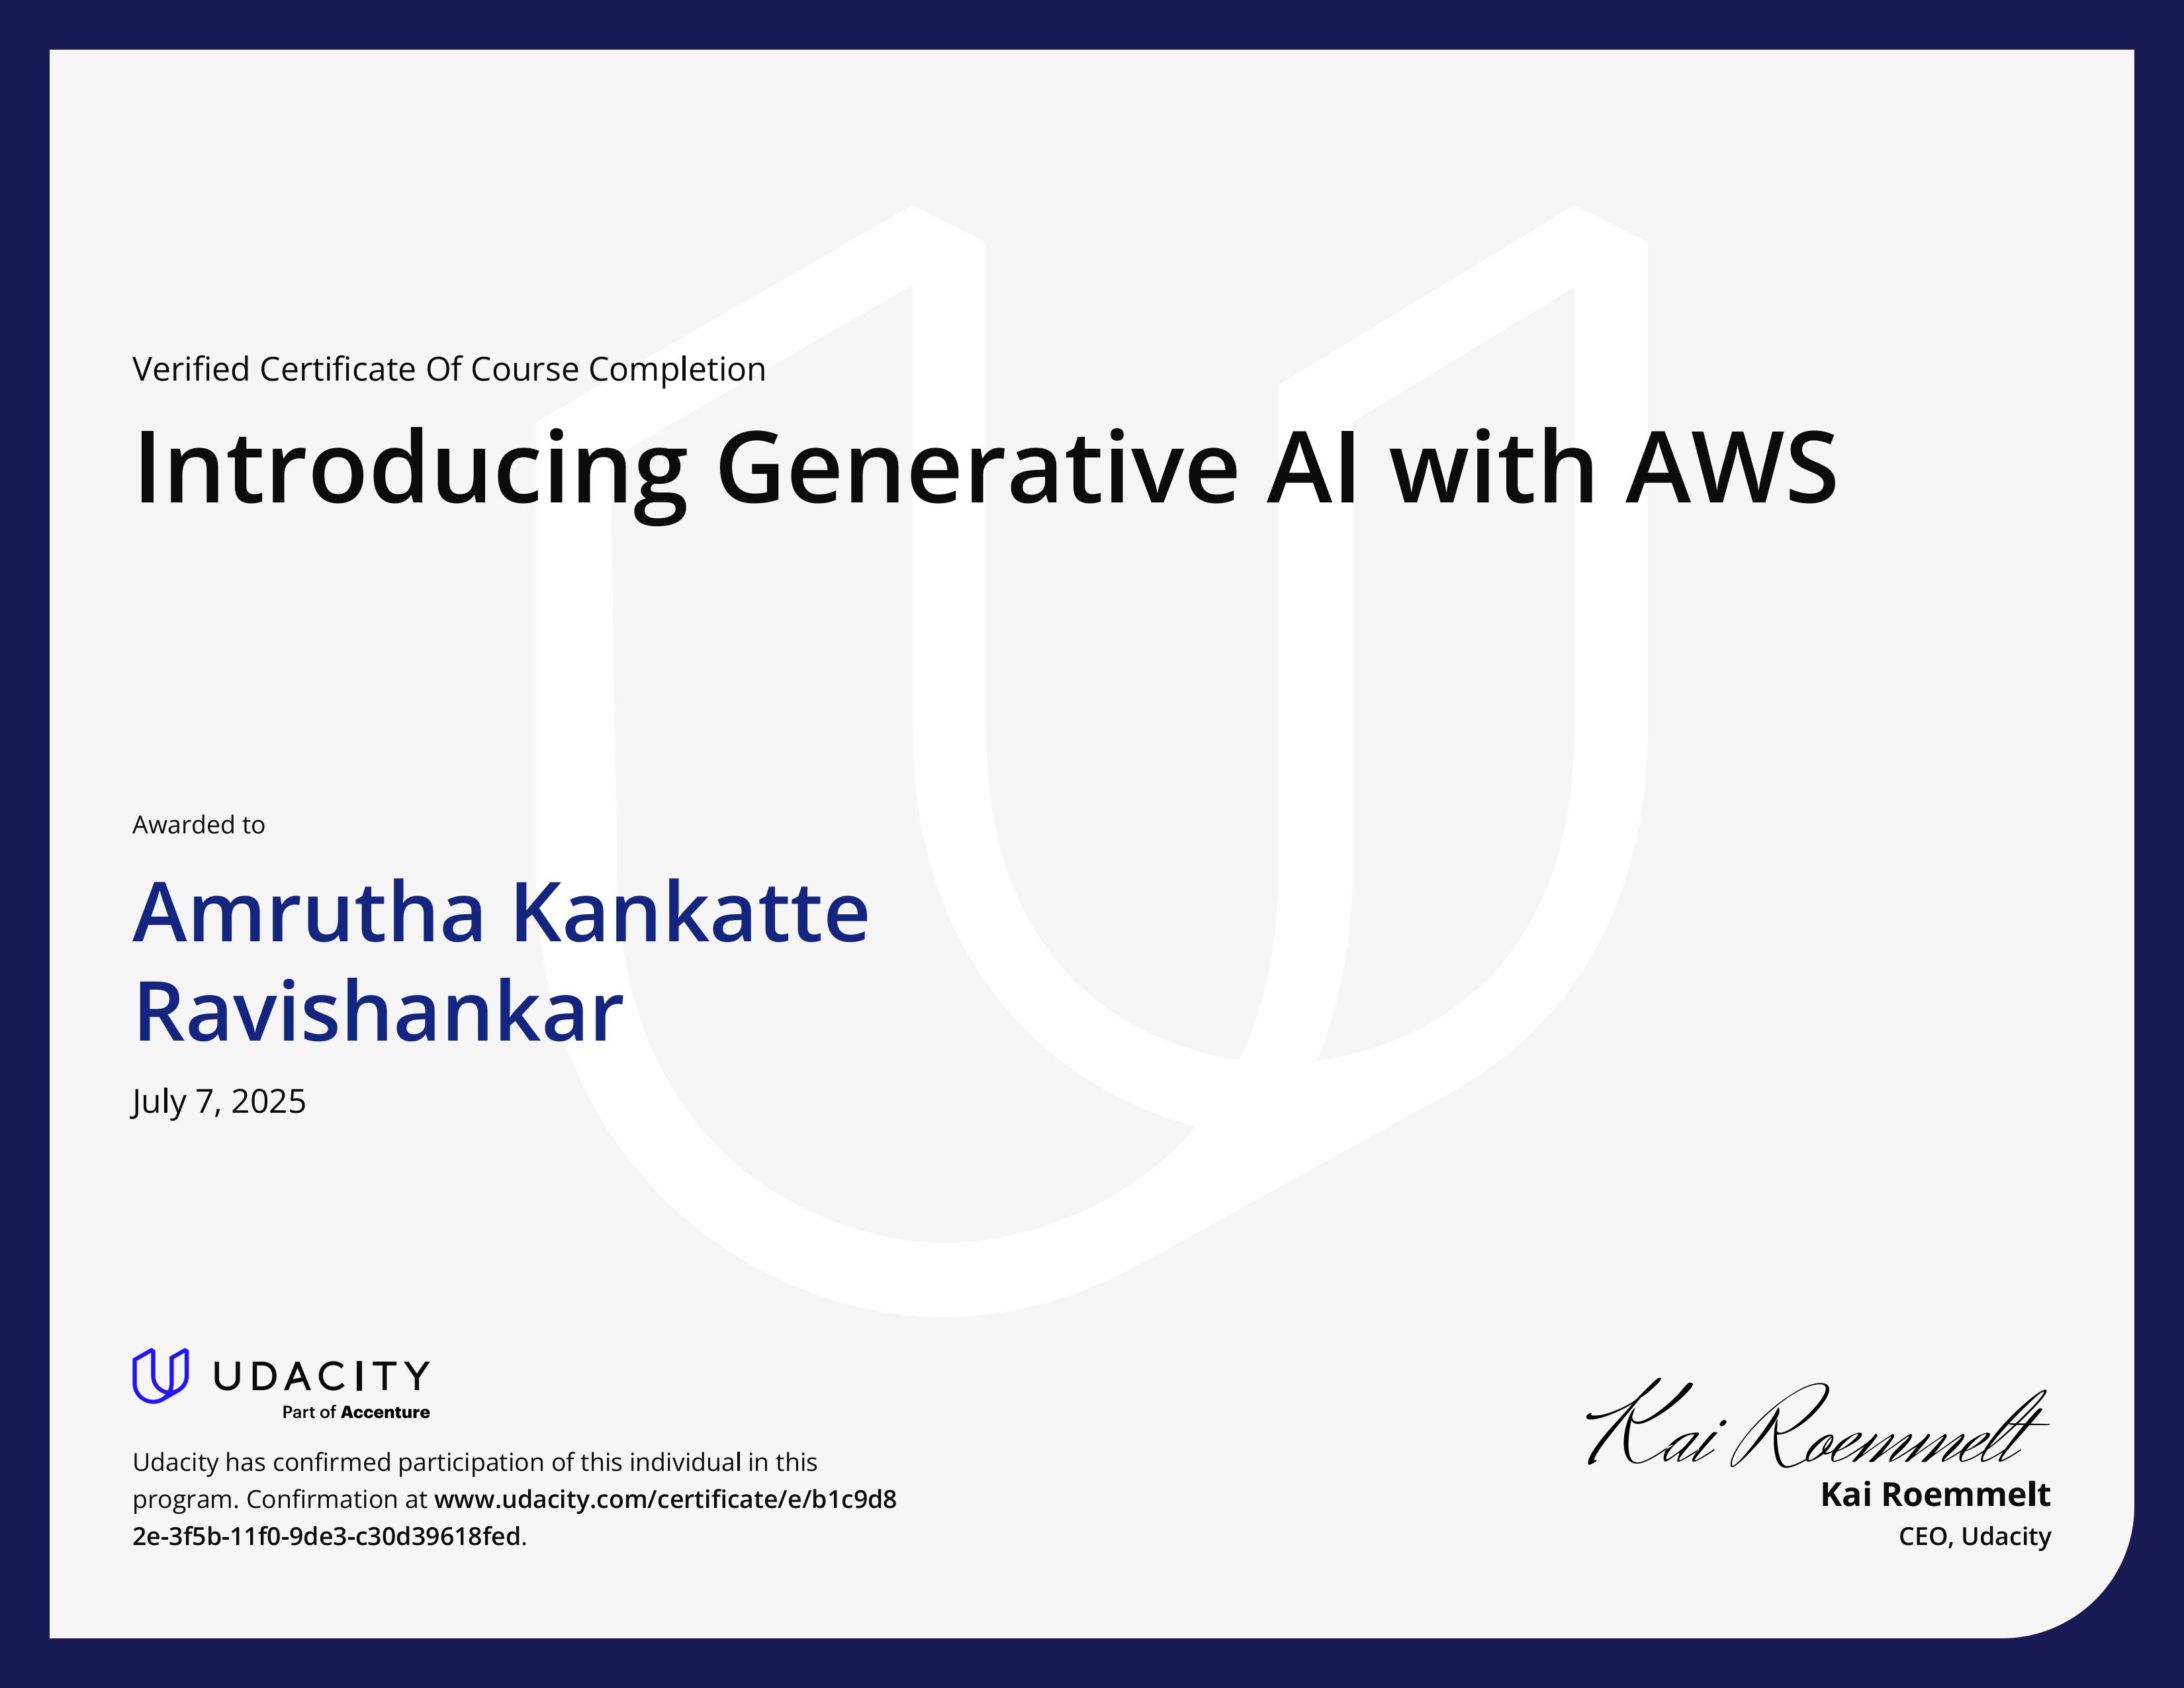 Verified Certificate Of Course Completion
Introducing Generative AI with AWS
Awarded to
Amrutha Kankatte
Ravishankar
July 7, 2025
UDACITY
Part of Accenture
Udacity has confirmed participation of this individual in this
program. Confirmation at www.udacity.com/certificate/e/b1c9d8
2e-3f5b-11f0-9de3-c30d39618fed.
Kai Roemmelt
Kai Roemmelt
CEO, Udacity